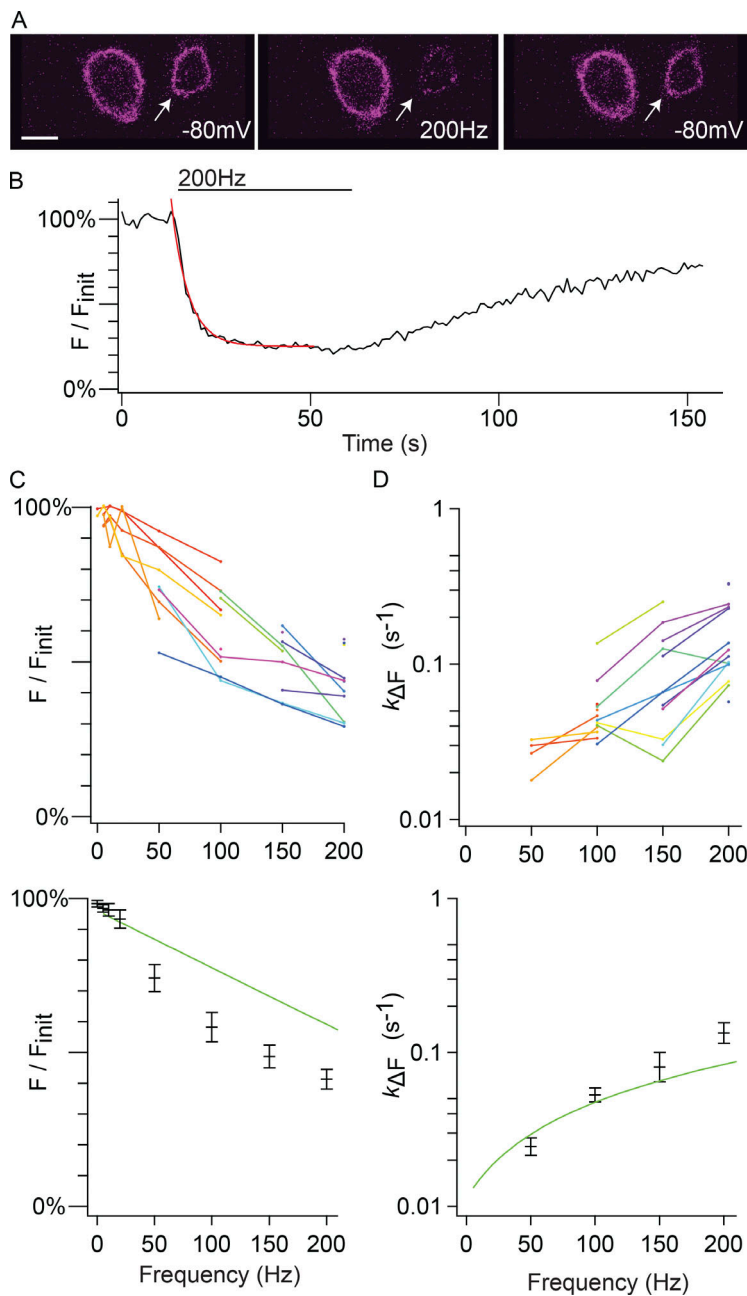 A
-80mV
200Hz
-80mV
B
200Hz
100%
F / Finit
0%
0 50 100 150
Time (s)
C
D
100%
F / Finit
0%
0 50 100 150 200
1
kΔF (s-1)
0.1
0.01
0 50 100 150 200
100%
F / Finit
0%
0 50 100 150 200
Frequency (Hz)
1
kΔF (s-1)
0.1
0.01
0 50 100 150 200
Frequency (Hz)